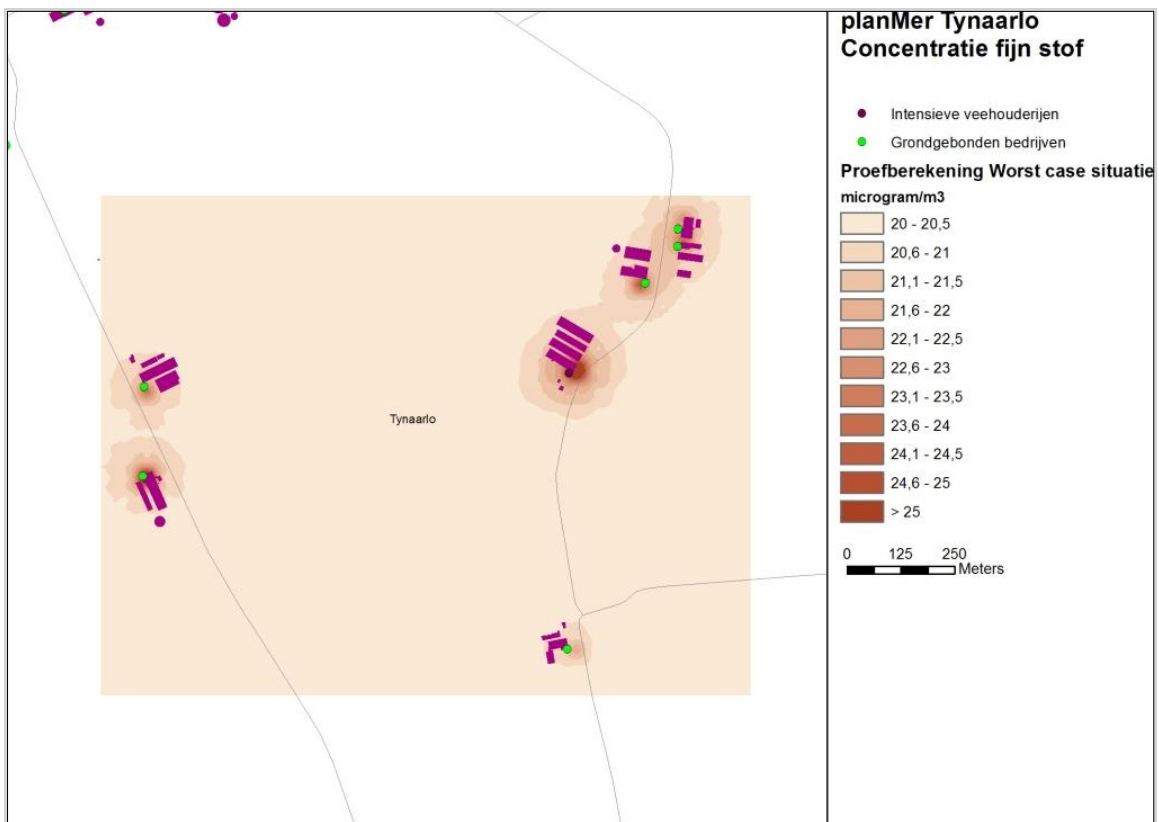 planMer Tynaarlo
Concentratie fijn stof
Intensieve veehouderijen
Grondgebonden bedrijven
Proefberekening Worst case situatie
microgram/m3
20 - 20,5
20,6 - 21
21,1 - 21,5
21,6 - 22
22,1 - 22,5
22,6 - 23
23,1 - 23,5
23,6 - 24
24,1 - 24,5
24,6 - 25
> 25
0 125 250
Meters
Tynaarlo